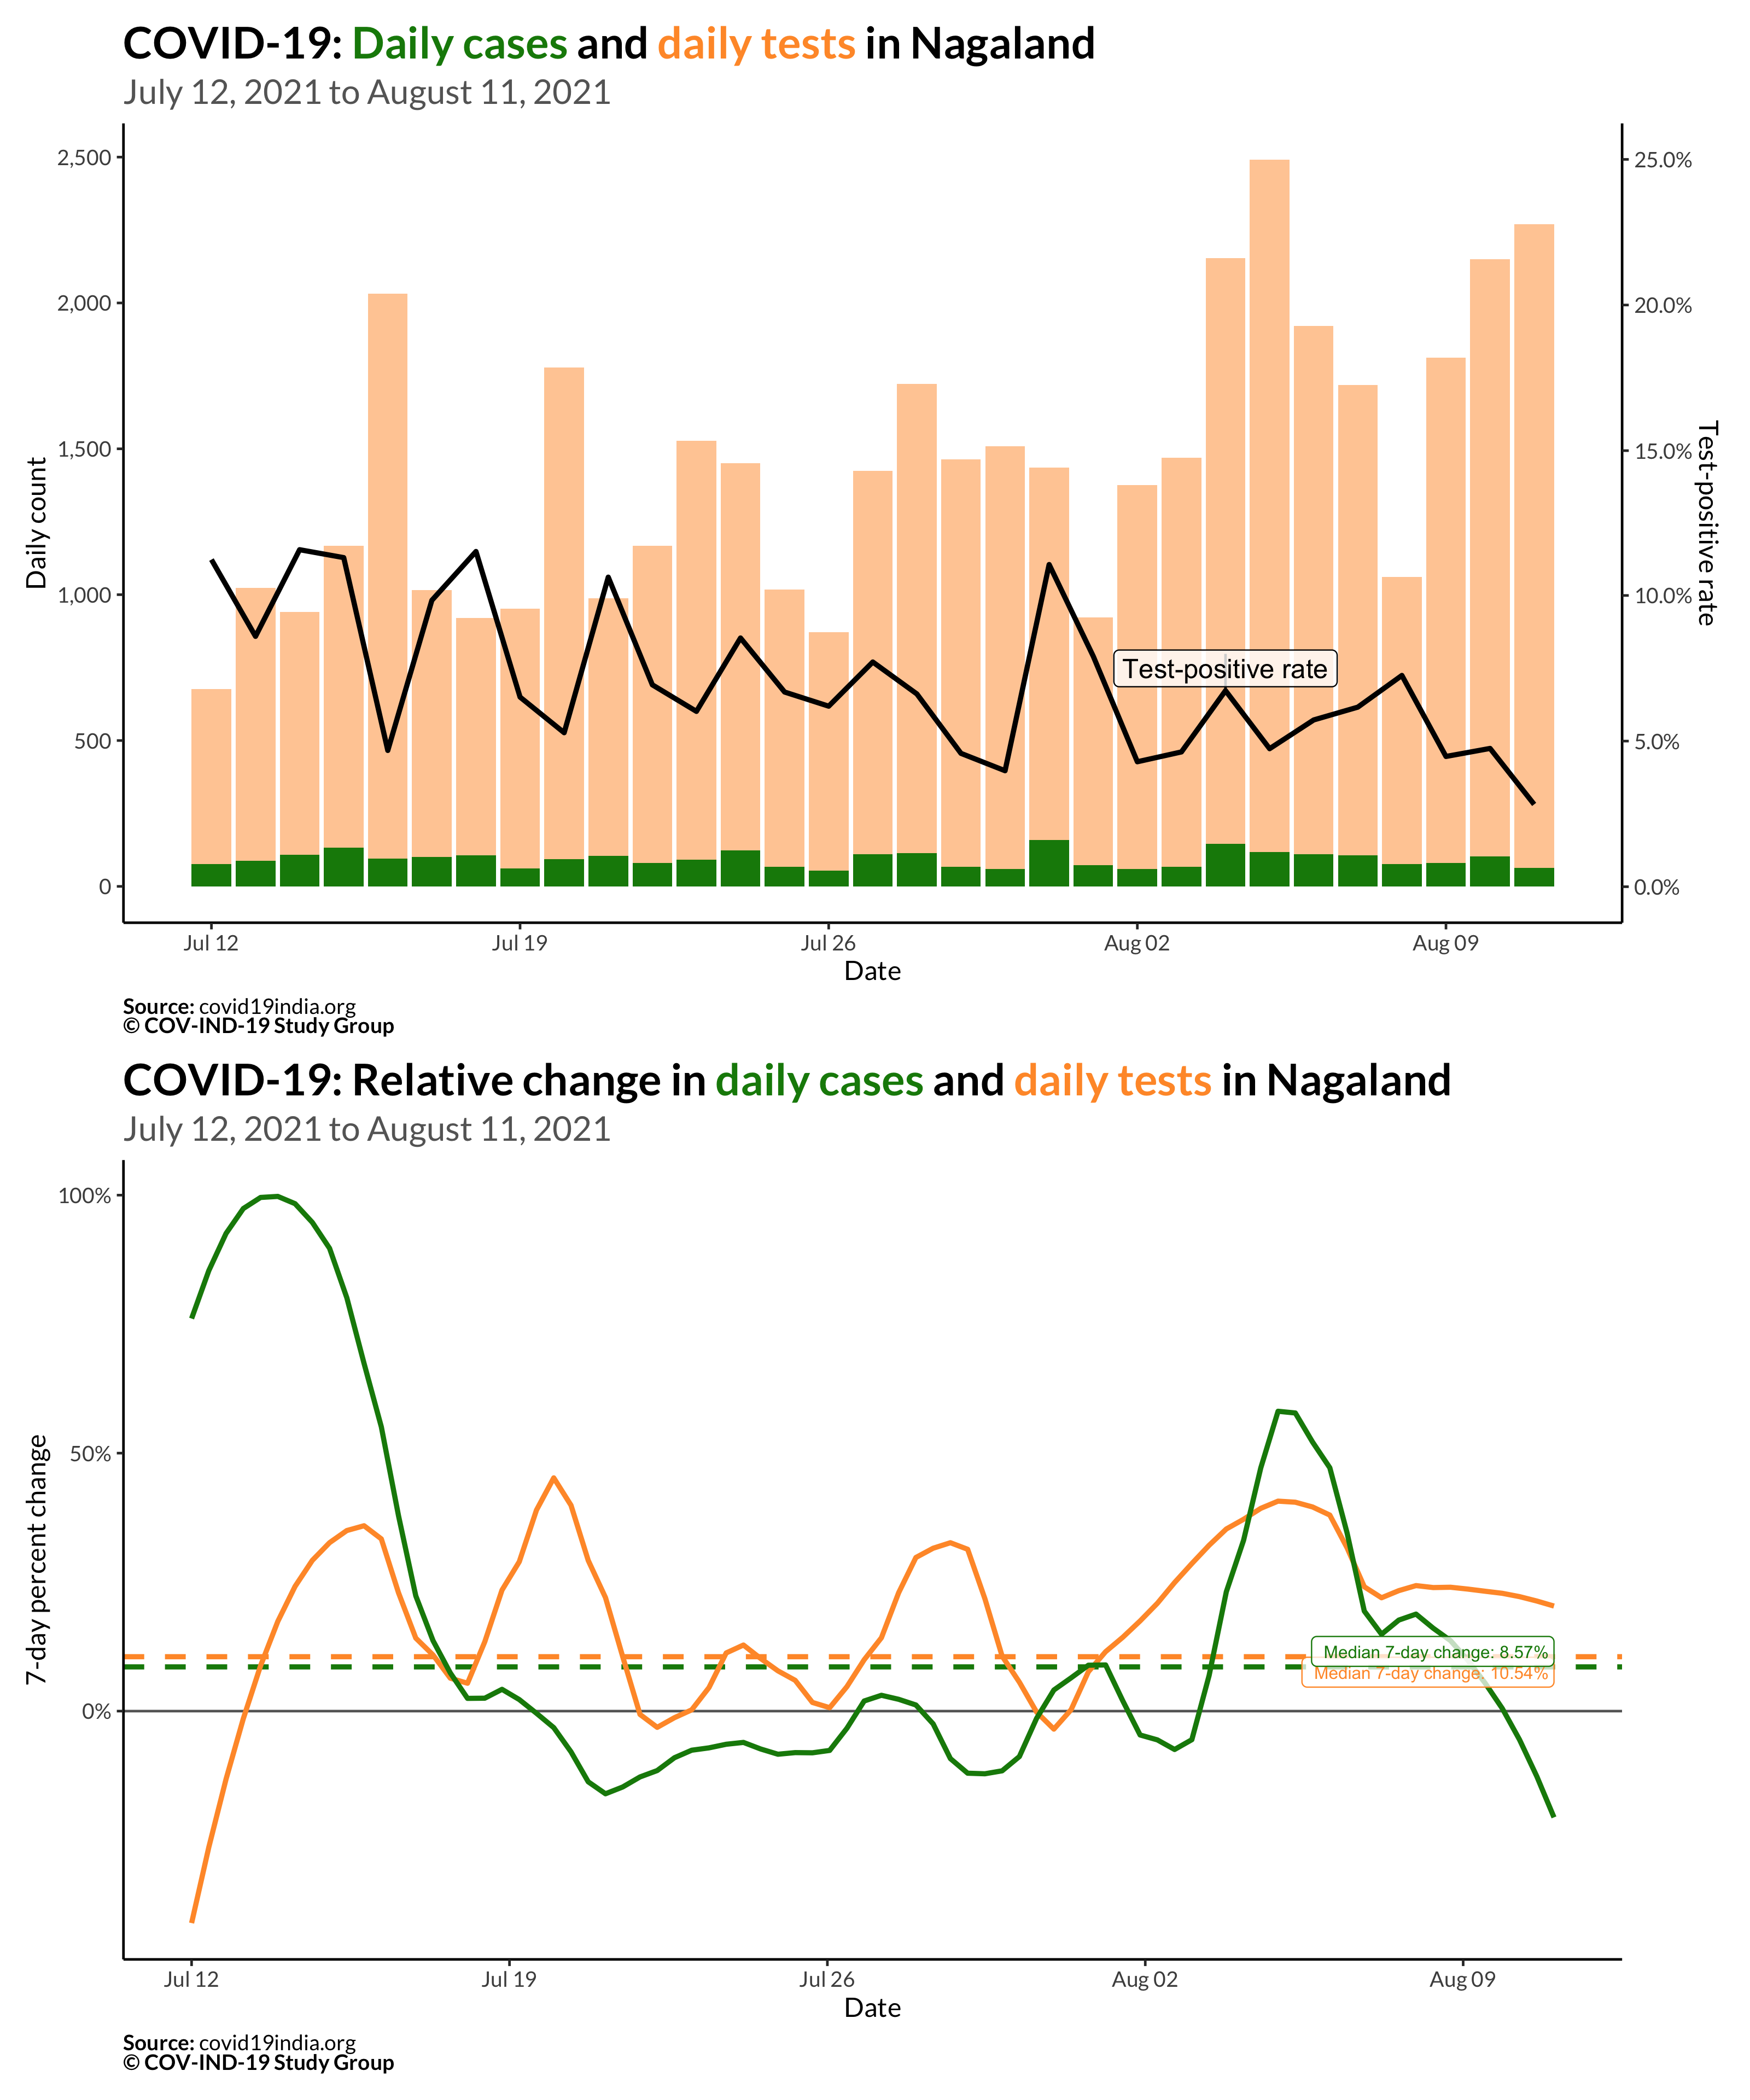 COVID-19: Daily cases and daily tests in Nagaland
July 12, 2021 to August 11, 2021
2,500
2,000
1,500
1,000
500
0
Daily count
25.0%
20.0%
15.0%
10.0%
5.0%
0.0%
Test-positive rate
Test-positive rate
Jul 12
Jul 19
Jul 26
Aug 02
Aug 09
Date
Source: covid19india.org
© COV-IND-19 Study Group
COVID-19: Relative change in daily cases and daily tests in Nagaland
July 12, 2021 to August 11, 2021
100%
50%
0%
7-day percent change
Median 7-day change: 8.57%
Median 7-day change: 10.54%
Jul 12
Jul 19
Jul 26
Aug 02
Aug 09
Date
Source: covid19india.org
© COV-IND-19 Study Group